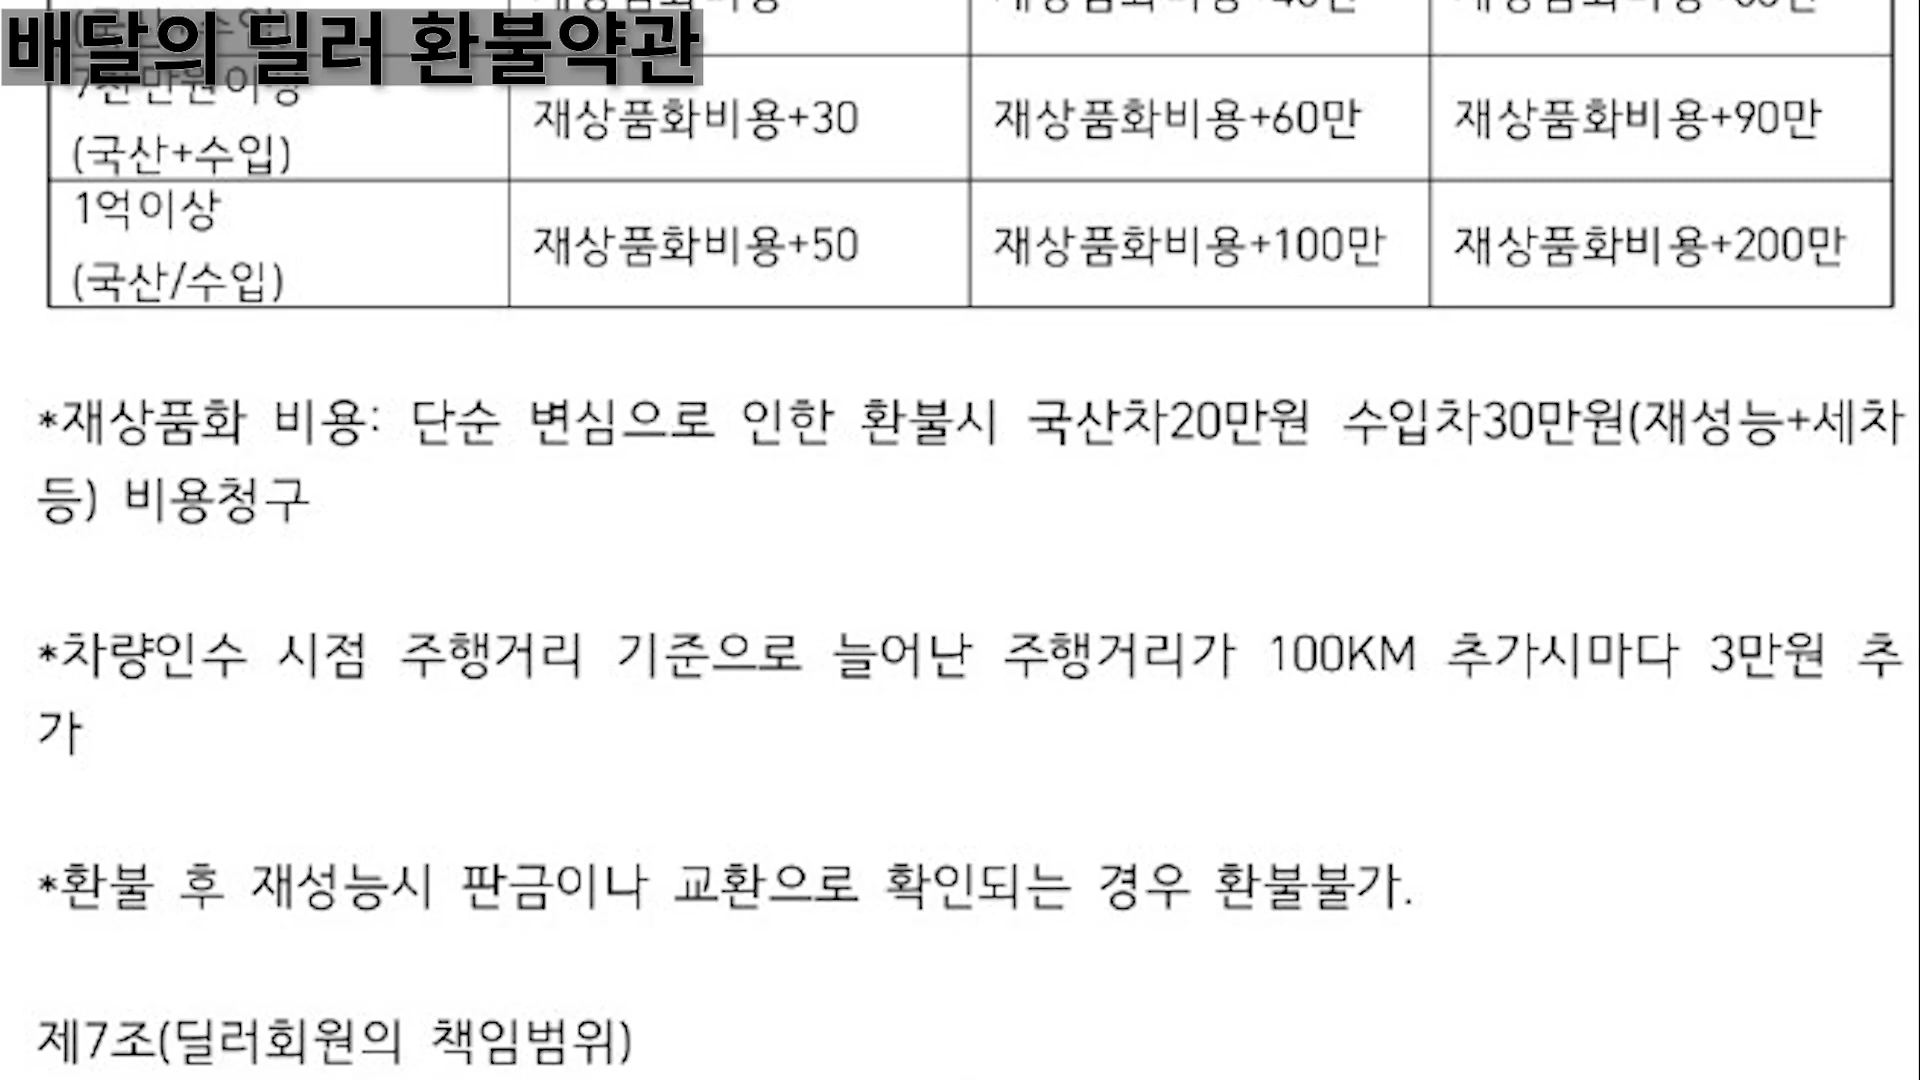 배달의 딜러 환불약관
7천만원이상
(국산+수입)
재상품화비용+30
재상품화비용+60만
재상품화비용+90만
1억이상
(국산/수입)
재상품화비용+50
재상품화비용+100만
재상품화비용+200만
*재상품화 비용: 단순 변심으로 인한 환불시 국산차20만원 수입차30만원(재성능+세차
등) 비용청구
*차량인수 시점 주행거리 기준으로 늘어난 주행거리가 100KM 추가시마다 3만원 추
가
*환불 후 재성능시 판금이나 교환으로 확인되는 경우 환불불가.
제7조(딜러회원의 책임범위)